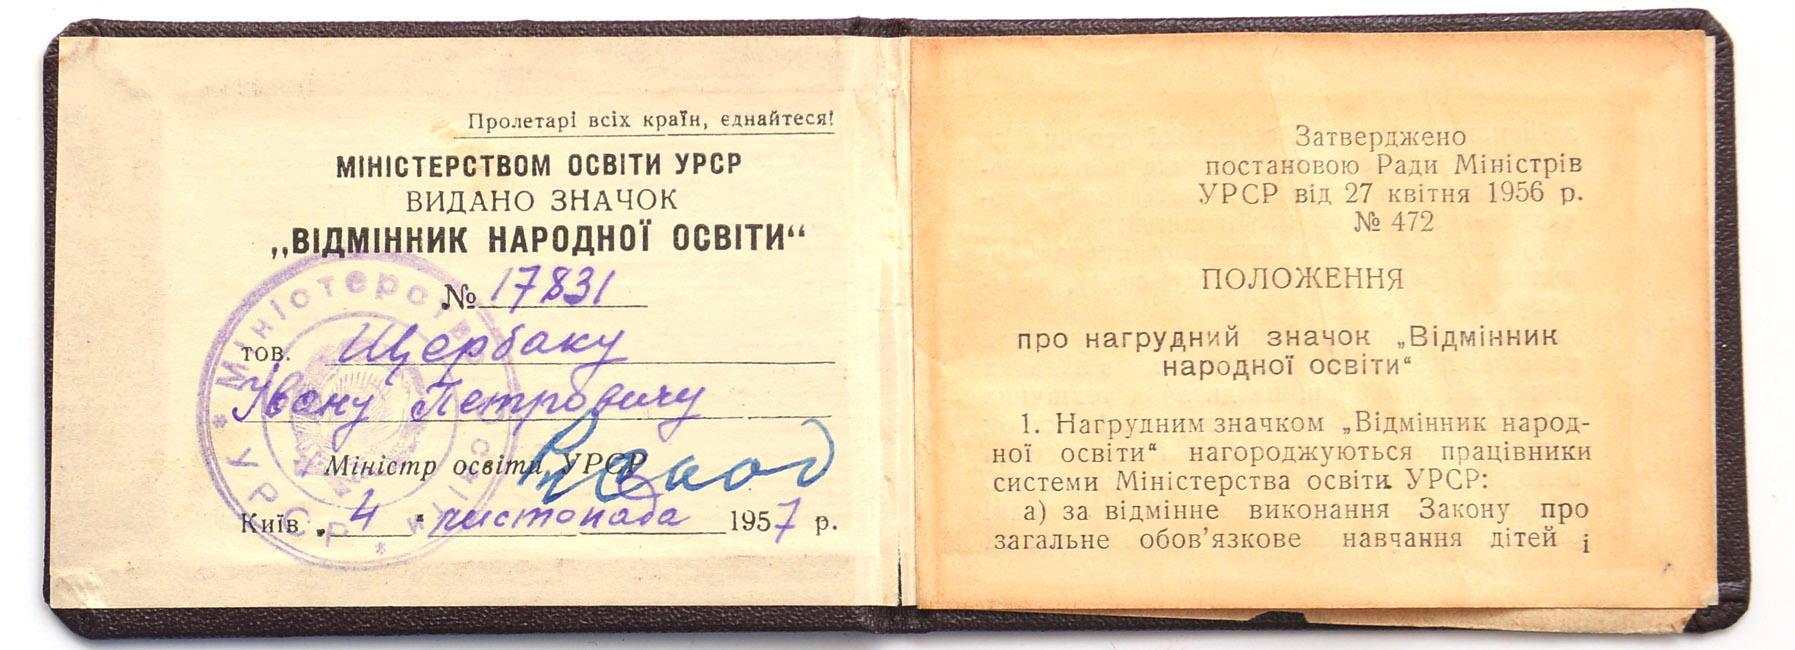 Пролетарі всіх країн, єднайтеся!
МІНІСТЕРСТВОМ ОСВІТИ УРСР
ВИДАНО ЗНАЧОК
„ВІДМІННИК НАРОДНОЇ ОСВІТИ“
№ 17831
тов. Щербаку
Івану Петровичу
Міністр освіти УРСР
Київ „4“ листопада 1957 р.
Міністерство
УРСР
Затверджено
постановою Ради Міністрів
УРСР від 27 квітня 1956 р.
№ 472
ПОЛОЖЕННЯ
про нагрудний значок „Відмінник
народної освіти“
1. Нагрудним значком „Відмінник народ-
ної освіти“ нагороджуються працівники
системи Міністерства освіти УРСР:
а) за відмінне виконання Закону про
загальне обов’язкове навчання дітей і